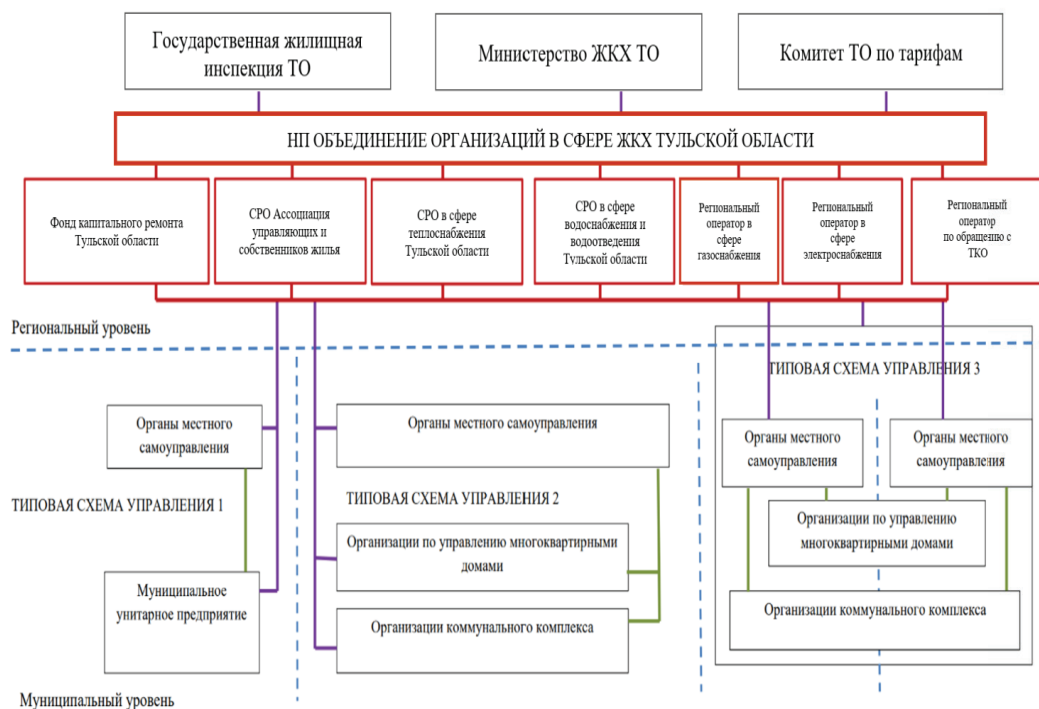 Государственная жилищная
инспекция ТО
Министерство ЖКХ ТО
Комитет ТО по тарифам
НП ОБЪЕДИНЕНИЕ ОРГАНИЗАЦИЙ В СФЕРЕ ЖКХ ТУЛЬСКОЙ ОБЛАСТИ
Фонд капитального ремонта
Тульской области
СРО Ассоциация
управляющих и
собственников жилья
СРО в сфере
теплоснабжения
Тульской области
СРО в сфере
водоснабжения и
водоотведения
Тульской области
Региональный
оператор в
сфере
газоснабжения
Региональный
оператор в
сфере
электроснабжения
Региональный
оператор
по обращению с
ТКО
Региональный уровень
ТИПОВАЯ СХЕМА УПРАВЛЕНИЯ 3
Органы местного
самоуправления
ТИПОВАЯ СХЕМА УПРАВЛЕНИЯ 1
Муниципальное
унитарное предприятие
Органы местного самоуправления
ТИПОВАЯ СХЕМА УПРАВЛЕНИЯ 2
Организации по управлению многоквартирными
домами
Организации коммунального комплекса
Органы местного
самоуправления
Органы местного
самоуправления
Организации по управлению
многоквартирными домами
Организации коммунального комплекса
Муниципальный уровень